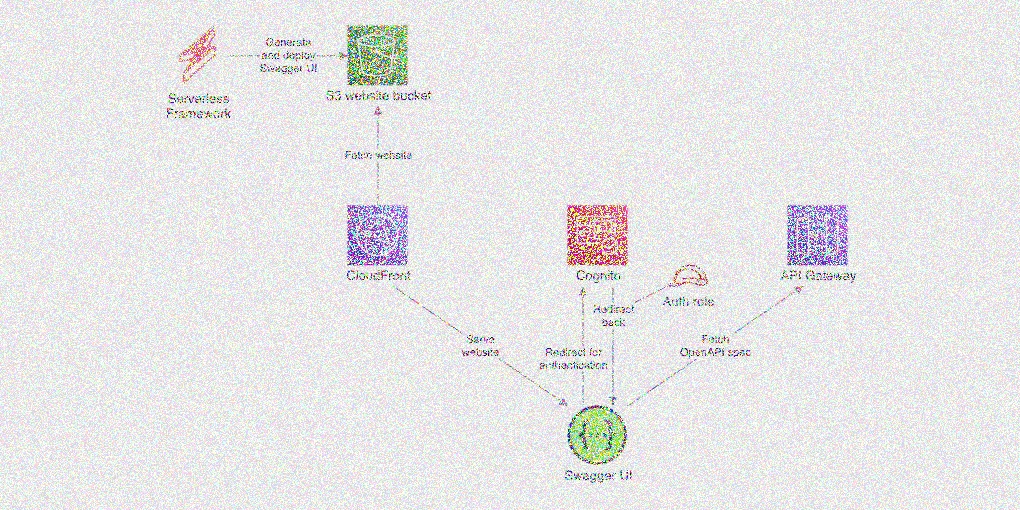 Generate
and deploy
Swagger UI
Serverless
Framework
S3 website bucket
Fetch website
CloudFront
Cognito
API Gateway
Auth role
Redirect
back
Serve
website
Redirect for
authentication
Fetch
OpenAPI spec
Swagger UI